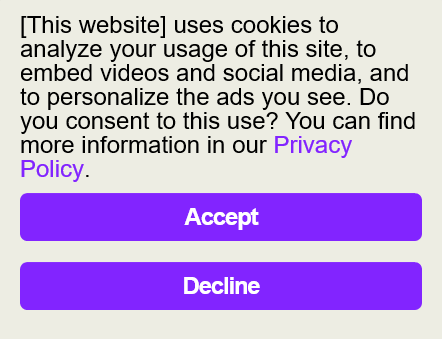 [This website] uses cookies to
analyze your usage of this site, to
embed videos and social media, and
to personalize the ads you see. Do
you consent to this use? You can find
more information in our Privacy
Policy.
Accept
Decline